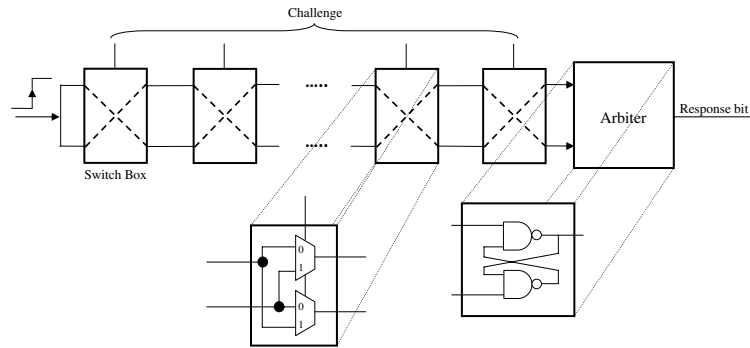 Challenge
..... 
Arbiter
Response bit
.....
Switch Box
0
1
0
1